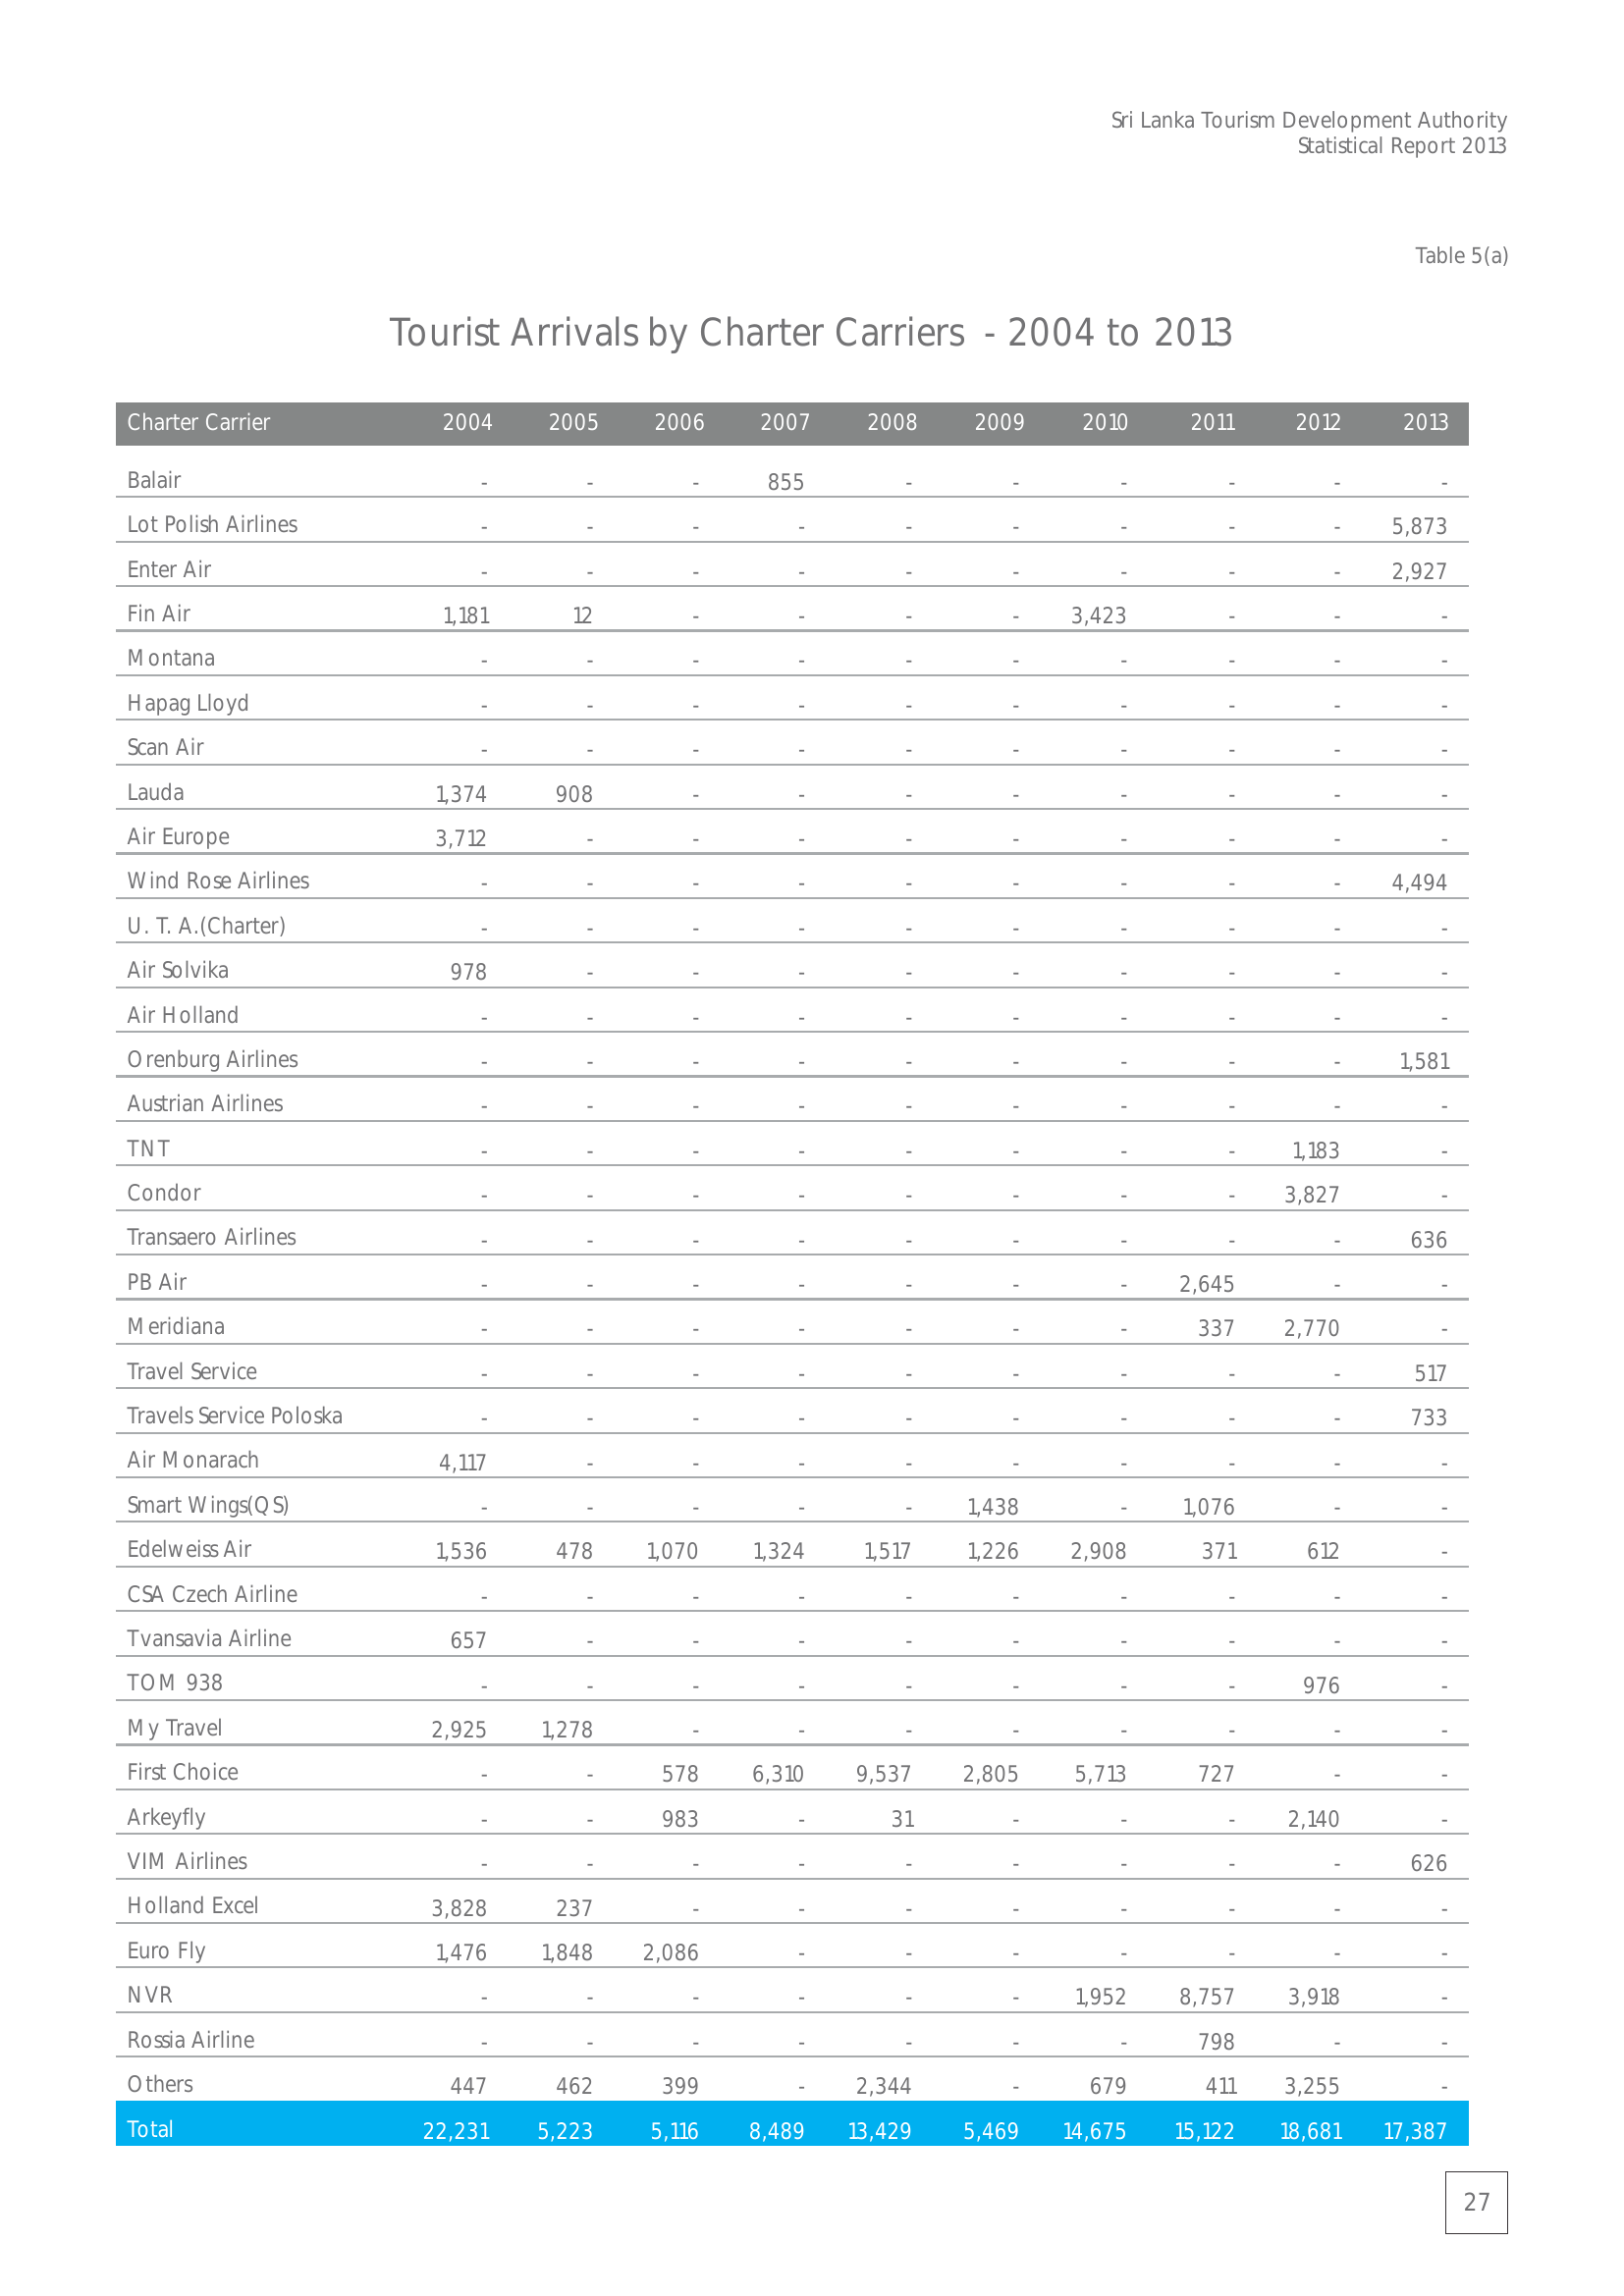 Sri Lanka Tourism Development Authority
Statistical Report 2013
Table 5(a)
Tourist Arrivals by Charter Carriers - 2004 to 2013
Charter Carrier 2004 2005 2006 2007 2008 2009 2010 2011 2012 2013
Balair - - - 855 - - - - - -
Lot Polish Airlines - - - - - - - - - 5,873
Enter Air - - - - - - - - - 2,927
Fin Air 1,181 12 - - - - 3,423 - - -
Montana - - - - - - - - - -
Hapag Lloyd - - - - - - - - - -
Scan Air - - - - - - - - - -
Lauda 1,374 908 - - - - - - - -
Air Europe 3,712 - - - - - - - - -
Wind Rose Airlines - - - - - - - - - 4,494
U. T. A.(Charter) - - - - - - - - - -
Air Solvika 978 - - - - - - - - -
Air Holland - - - - - - - - - -
Orenburg Airlines - - - - - - - - - 1,581
Austrian Airlines - - - - - - - - - -
TNT - - - - - - - - 1,183 -
Condor - - - - - - - - 3,827 -
Transaero Airlines - - - - - - - - - 636
PB Air - - - - - - - 2,645 - -
Meridiana - - - - - - - 337 2,770 -
Travel Service - - - - - - - - - 517
Travels Service Poloska - - - - - - - - - 733
Air Monarach 4,117 - - - - - - - - -
Smart Wings(QS) - - - - - 1,438 - 1,076 - -
Edelweiss Air 1,536 478 1,070 1,324 1,517 1,226 2,908 371 612 -
CSA Czech Airline - - - - - - - - - -
Tvansavia Airline 657 - - - - - - - - -
TOM 938 - - - - - - - - 976 -
My Travel 2,925 1,278 - - - - - - - -
First Choice - - 578 6,310 9,537 2,805 5,713 727 - -
Arkeyfly - - 983 - 31 - - - 2,140 -
VIM Airlines - - - - - - - - - 626
Holland Excel 3,828 237 - - - - - - - -
Euro Fly 1,476 1,848 2,086 - - - - - - -
NVR - - - - - - 1,952 8,757 3,918 -
Rossia Airline - - - - - - - 798 - -
Others 447 462 399 - 2,344 - 679 411 3,255 -
Total 22,231 5,223 5,116 8,489 13,429 5,469 14,675 15,122 18,681 17,387
27